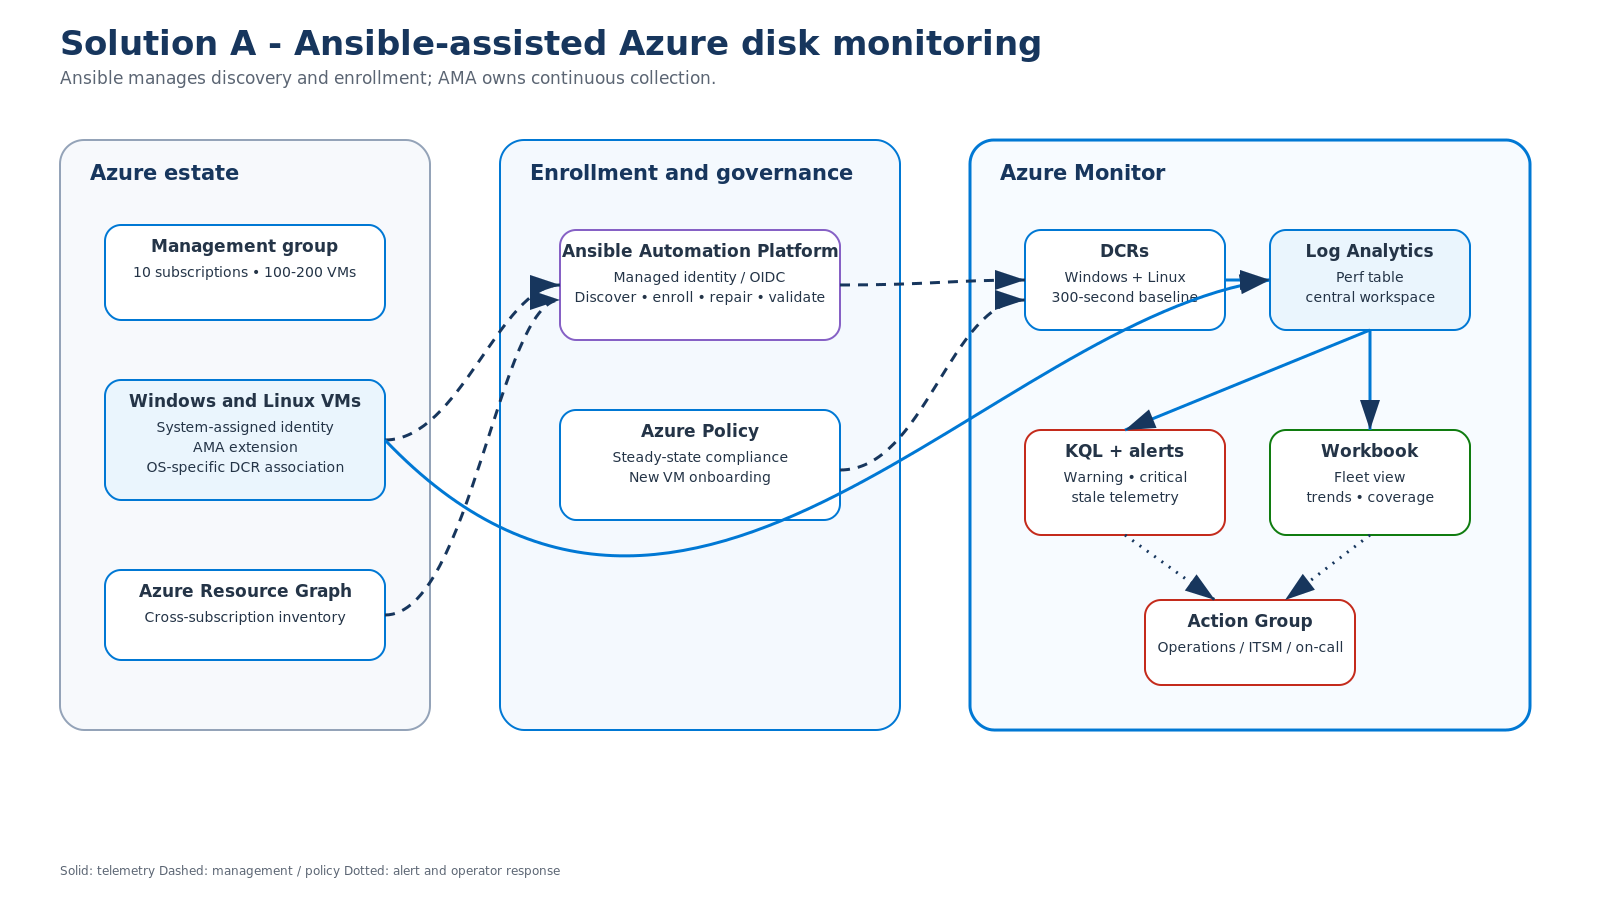 Solution A - Ansible-assisted Azure disk monitoring
Ansible manages discovery and enrollment; AMA owns continuous collection.
Azure estate
Management group
10 subscriptions • 100-200 VMs
Windows and Linux VMs
System-assigned identity
AMA extension
OS-specific DCR association
Azure Resource Graph
Cross-subscription inventory
Enrollment and governance
Ansible Automation Platform
Managed identity / OIDC
Discover • enroll • repair • validate
Azure Policy
Steady-state compliance
New VM onboarding
Azure Monitor
DCRs
Windows + Linux
300-second baseline
Log Analytics
Perf table
central workspace
KQL + alerts
Warning • critical
stale telemetry
Workbook
Fleet view
trends • coverage
Action Group
Operations / ITSM / on-call
Solid: telemetry Dashed: management / policy Dotted: alert and operator response